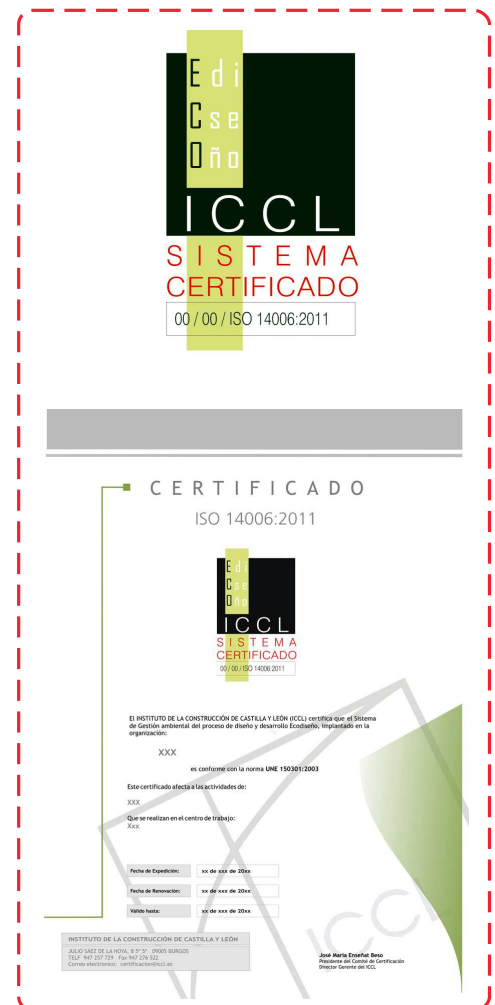 E di
C se
O ño
ICCL
SISTEMA
CERTIFICADO
00 / 00 / ISO 14006:2011
CERTIFICADO
ISO 14006:2011
E di
C se
O ño
ICCL
SISTEMA
CERTIFICADO
00 / 00 / ISO 14006:2011
El INSTITUTO DE LA CONSTRUCCIÓN DE CASTILLA Y LEÓN (ICCL) certifica que el Sistema
de Gestión ambiental del proceso de diseño y desarrollo Ecodiseño, implantado en la
organización:
XXX
es conforme con la norma UNE 150301:2003
Este certificado afecta a las actividades de:
XXX
Que se realizan en el centro de trabajo:
Xxx
Fecha de Expedición: xx de xxx de 20xx
Fecha de Renovación: xx de xxx de 20xx
Válido hasta: xx de xxx de 20xx
INSTITUTO DE LA CONSTRUCCIÓN DE CASTILLA Y LEÓN
JULIO SÁEZ DE LA HOYA, 8 5º 5ª 09005 BURGOS
TELF 947 257 729 Fax 947 276 522
Correo electronico: certificacion@iccl.es
ICCL
José María Enseñat Beso
Presidente del Comité de Certificación
Director Gerente del ICCL